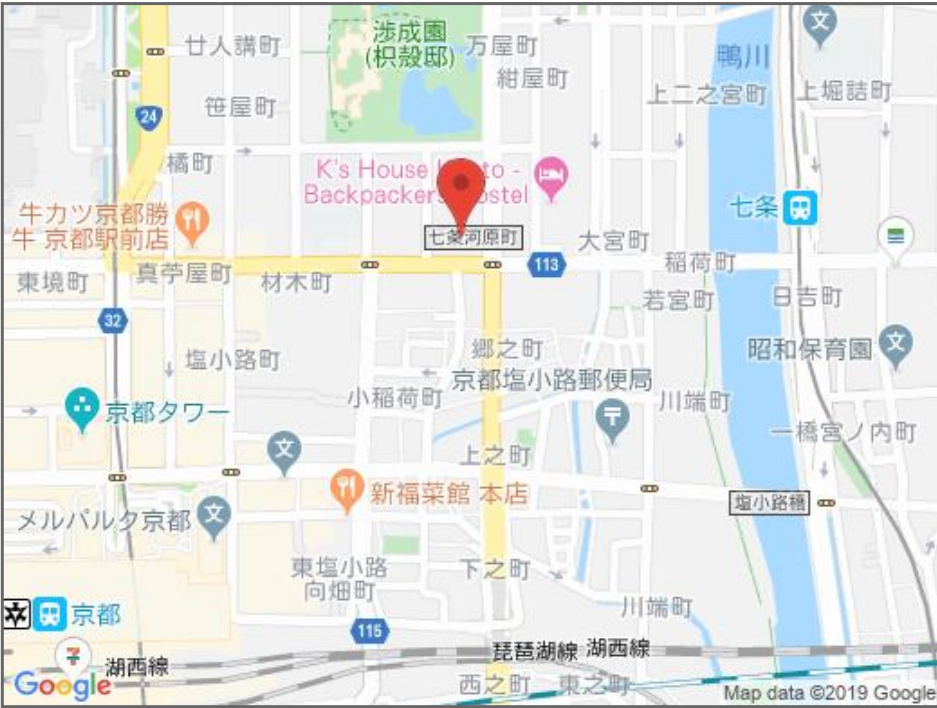 渉成園
(枳殻邸)
廿人講町
万屋町
鴨川
紺屋町
上二之宮町
上堀詰町
笹屋町
24
橘町
K's House
to -
Backpackers
ostel
七条
牛カツ京都勝
牛 京都駅前店
七条河原町
大宮町
113
稲荷町
東境町
真苧屋町
材木町
若宮町
日吉町
32
塩小路町
郷之町
昭和保育園
京都塩小路郵便局
小稲荷町
川端町
京都タワー
一橋宮ノ内町
上之町
新福菜館 本店
塩小路橋
メルパルク京都
東塩小路
向畑町
下之町
川端町
京都
115
琵琶湖線 湖西線
湖西線
7
Google
西之町
東之町
Map data ©2019 Google